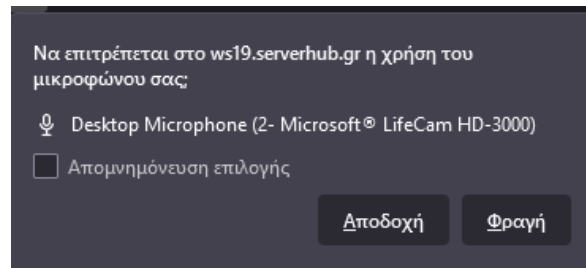 Να επιτρέπεται στο ws19.serverhub.gr η χρήση του
μικροφώνου σας;
Desktop Microphone (2- Microsoft® LifeCam HD-3000)
Απομνημόνευση επιλογής
Αποδοχή Φραγή